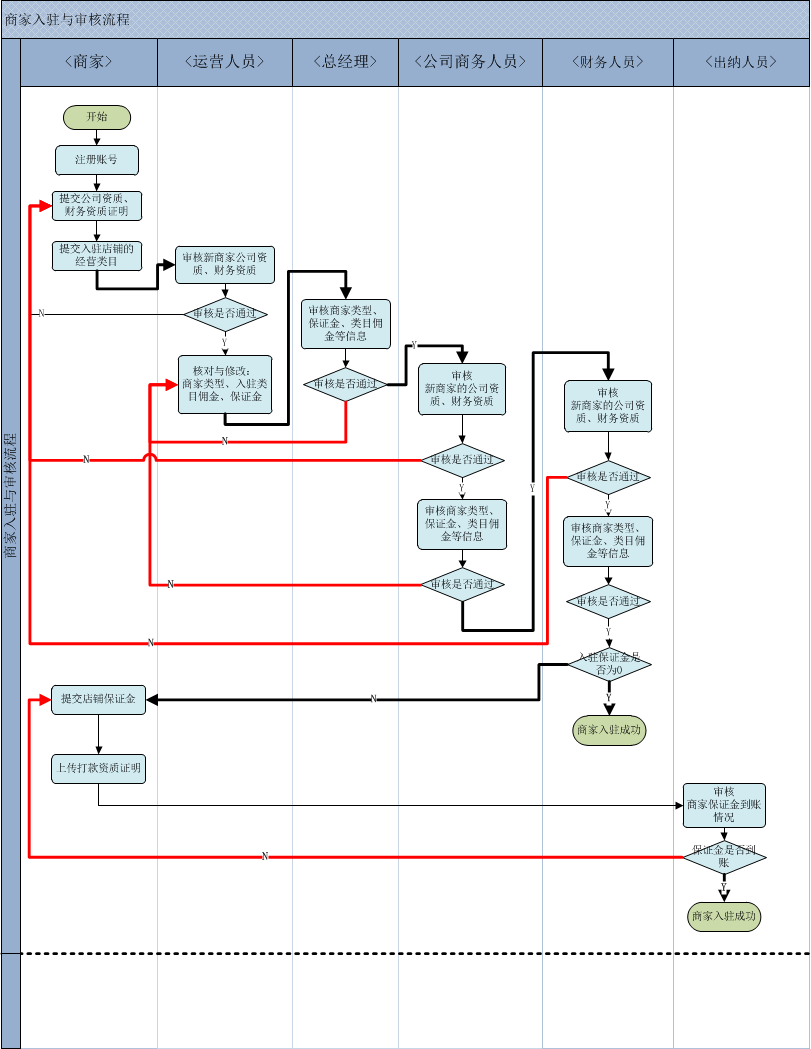 商家入驻与审核流程
<商家>
<运营人员>
<总经理>
<公司商务人员>
<财务人员>
<出纳人员>
商家入驻与审核流程
开始
注册账号
提交公司资质、
财务资质证明
提交入驻店铺的
经营类目
审核新商家公司资
质、财务资质
审核是否通过
N
Y
核对与修改:
商家类型、入驻类
目佣金、保证金
审核商家类型、
保证金、类目佣
金等信息
审核是否通过
Y
N
审核
新商家的公司资
质、财务资质
审核是否通过
N
Y
审核商家类型、
保证金、类目佣
金等信息
审核是否通过
N
Y
审核
新商家的公司资
质、财务资质
审核是否通过
N
Y
审核商家类型、
保证金、类目佣
金等信息
审核是否通过
Y
入驻保证金是
否为0
N
Y
商家入驻成功
提交店铺保证金
上传打款资质证明
审核
商家保证金到账
情况
保证金是否到
账
N
Y
商家入驻成功